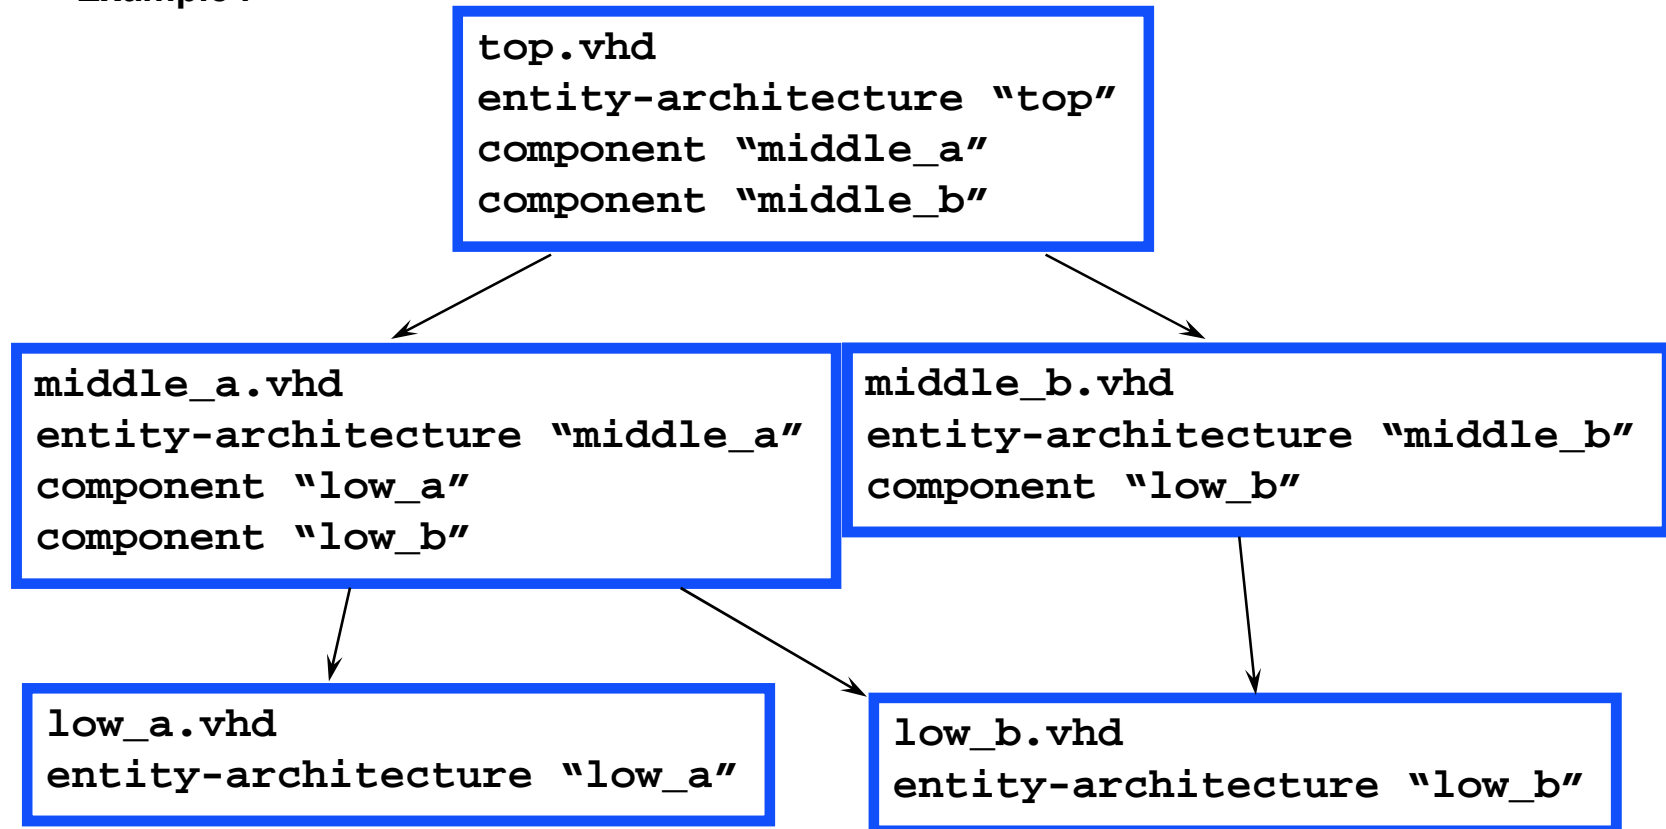 top.vhd
entity-architecture “top”
component “middle_a”
component “middle_b”
middle_a.vhd
entity-architecture “middle_a”
component “low_a”
component “low_b”
middle_b.vhd
entity-architecture “middle_b”
component “low_b”
low_a.vhd
entity-architecture “low_a”
low_b.vhd
entity-architecture “low_b”